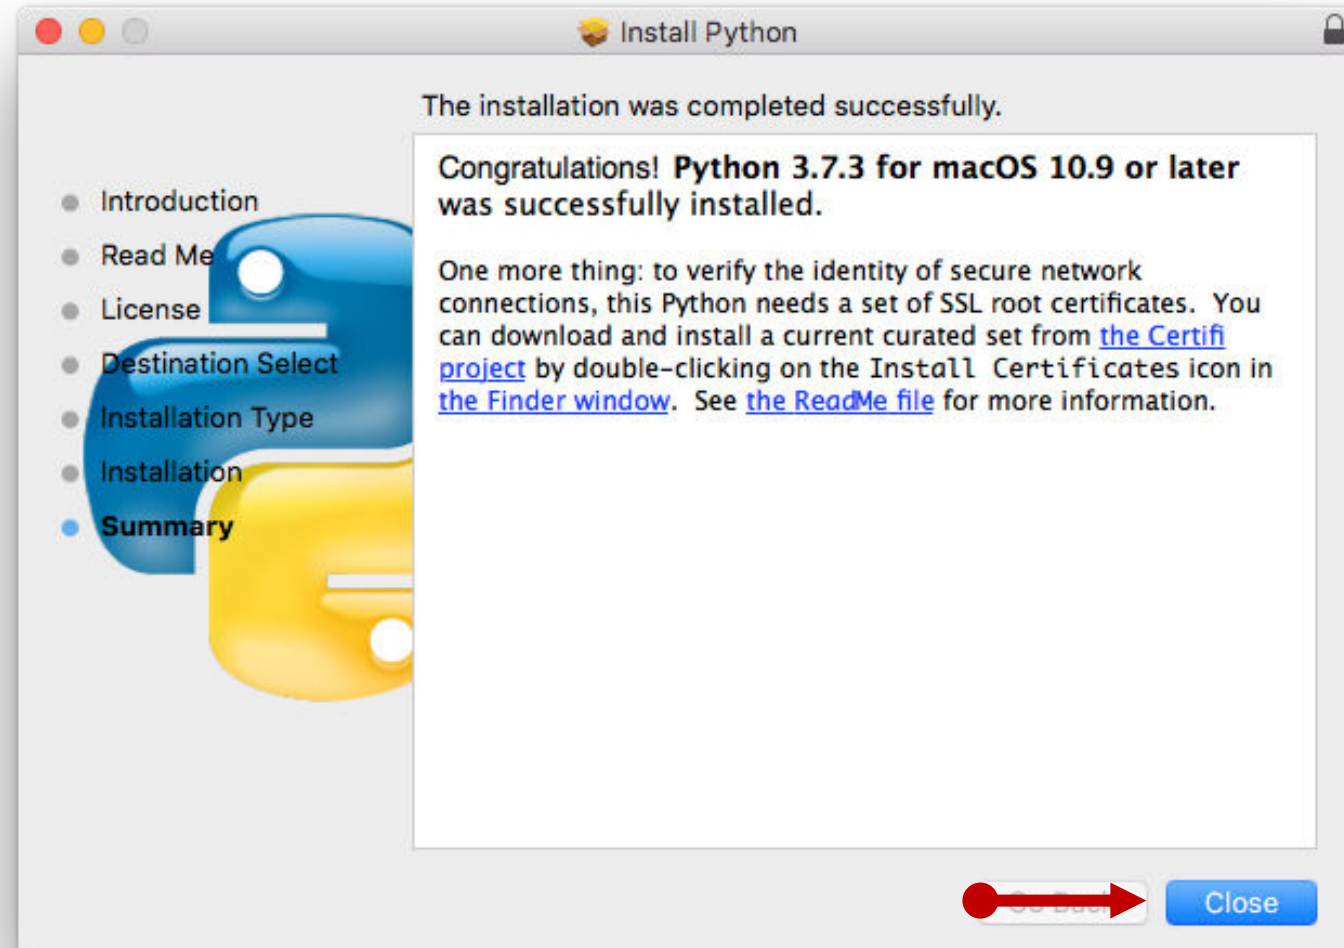 Install Python
The installation was completed successfully.
Introduction
Read Me
License
Destination Select
Installation Type
Installation
Summary
Congratulations! Python 3.7.3 for macOS 10.9 or later
was successfully installed.
One more thing: to verify the identity of secure network
connections, this Python needs a set of SSL root certificates. You
can download and install a current curated set from the Certifi
project by double-clicking on the Install Certificates icon in
the Finder window. See the ReadMe file for more information.
Go Back
Close